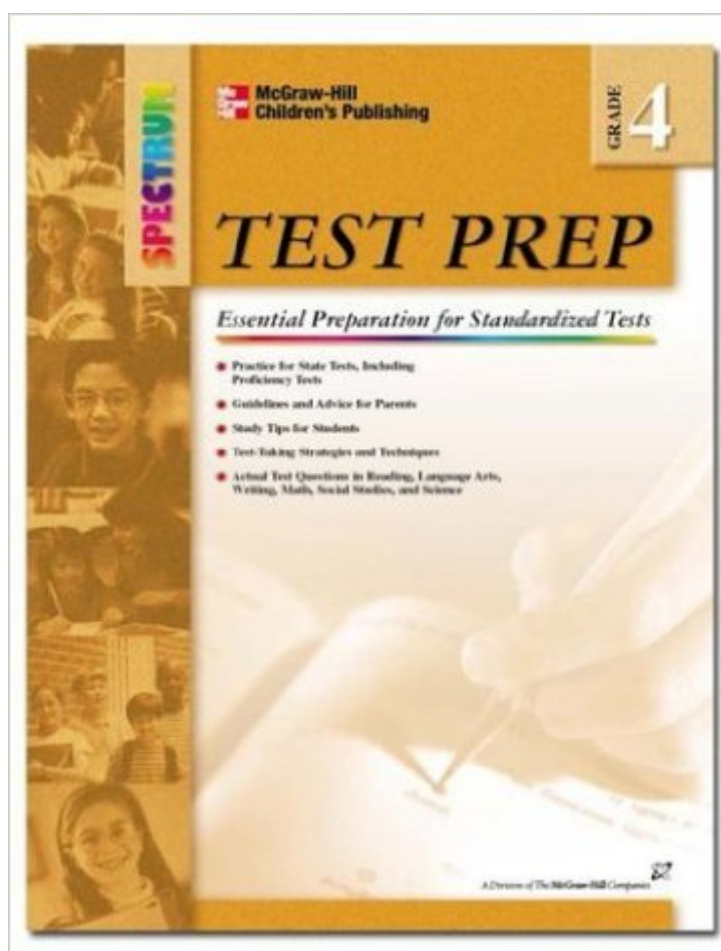 SPECTRUM
McGraw-Hill
Children's Publishing
GRADE
4
TEST PREP
Essential Preparation for Standardized Tests
Practice for State Tests, Including
Proficiency Tests
Guidelines and Advice for Parents
Study Tips for Students
Test-Taking Strategies and Techniques
Actual Test Questions in Reading, Language Arts,
Writing, Math, Social Studies, and Science
A Division of The McGraw-Hill Companies